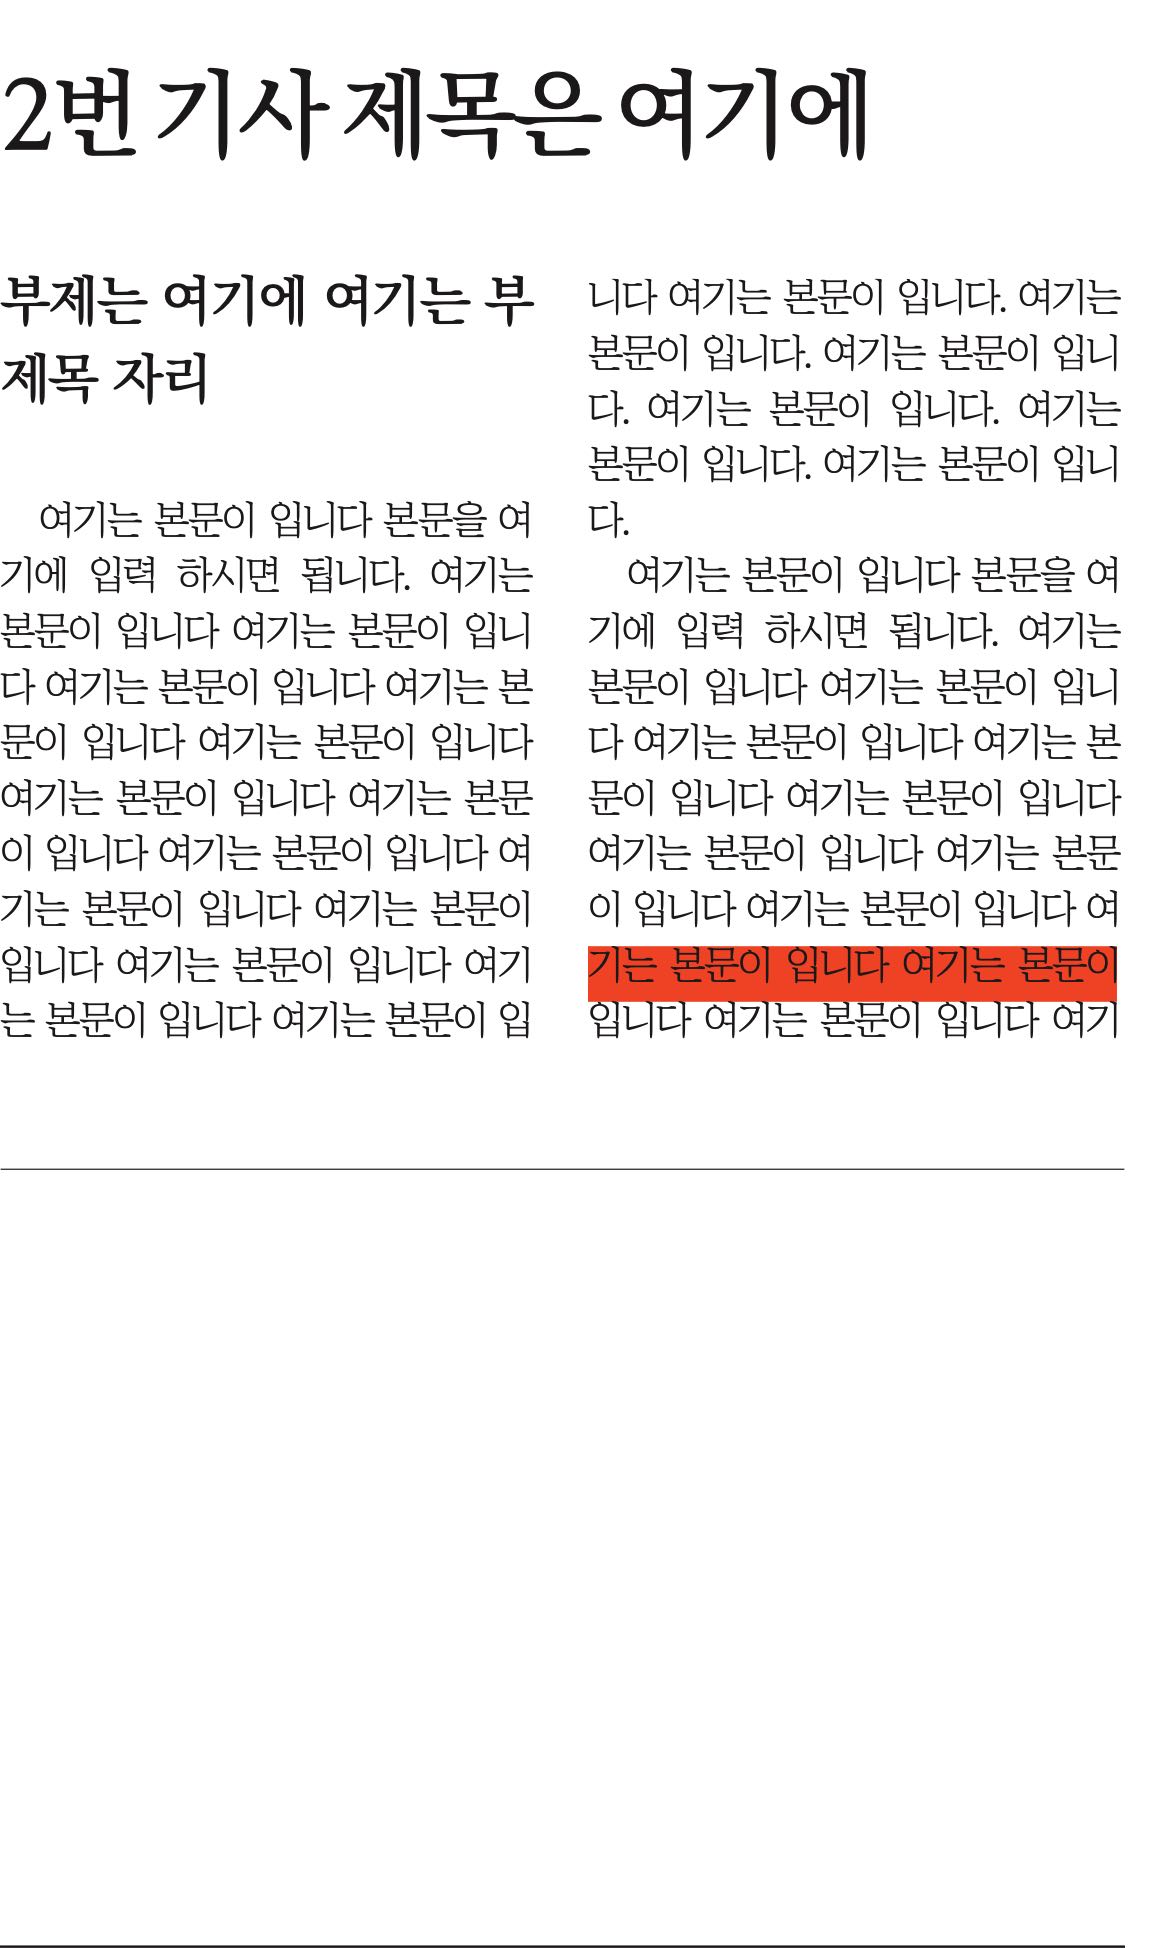 2번 기사 제목은 여기에
부제는 여기에 여기는 부
제목 자리
여기는 본문이 입니다 본문을 여
기에 입력 하시면 됩니다. 여기는
본문이 입니다 여기는 본문이 입니
다 여기는 본문이 입니다 여기는 본
문이 입니다 여기는 본문이 입니다
여기는 본문이 입니다 여기는 본문
이 입니다 여기는 본문이 입니다 여
기는 본문이 입니다 여기는 본문이
입니다 여기는 본문이 입니다 여기
는 본문이 입니다 여기는 본문이 입
니다 여기는 본문이 입니다. 여기는
본문이 입니다. 여기는 본문이 입니
다. 여기는 본문이 입니다. 여기는
본문이 입니다. 여기는 본문이 입니
다.
여기는 본문이 입니다 본문을 여
기에 입력 하시면 됩니다. 여기는
본문이 입니다 여기는 본문이 입니
다 여기는 본문이 입니다 여기는 본
문이 입니다 여기는 본문이 입니다
여기는 본문이 입니다 여기는 본문
이 입니다 여기는 본문이 입니다 여
기는 본문이 입니다 여기는 본문이
입니다 여기는 본문이 입니다 여기